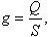 g = Q/S,